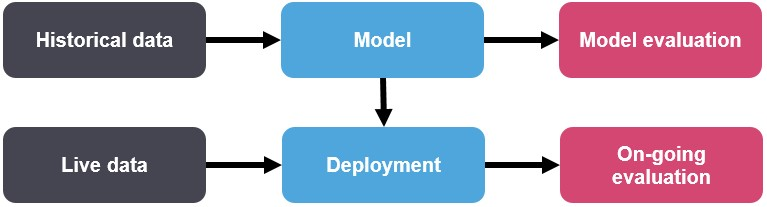 Historical data
Model
Model evaluation
Live data
Deployment
On-going
evaluation